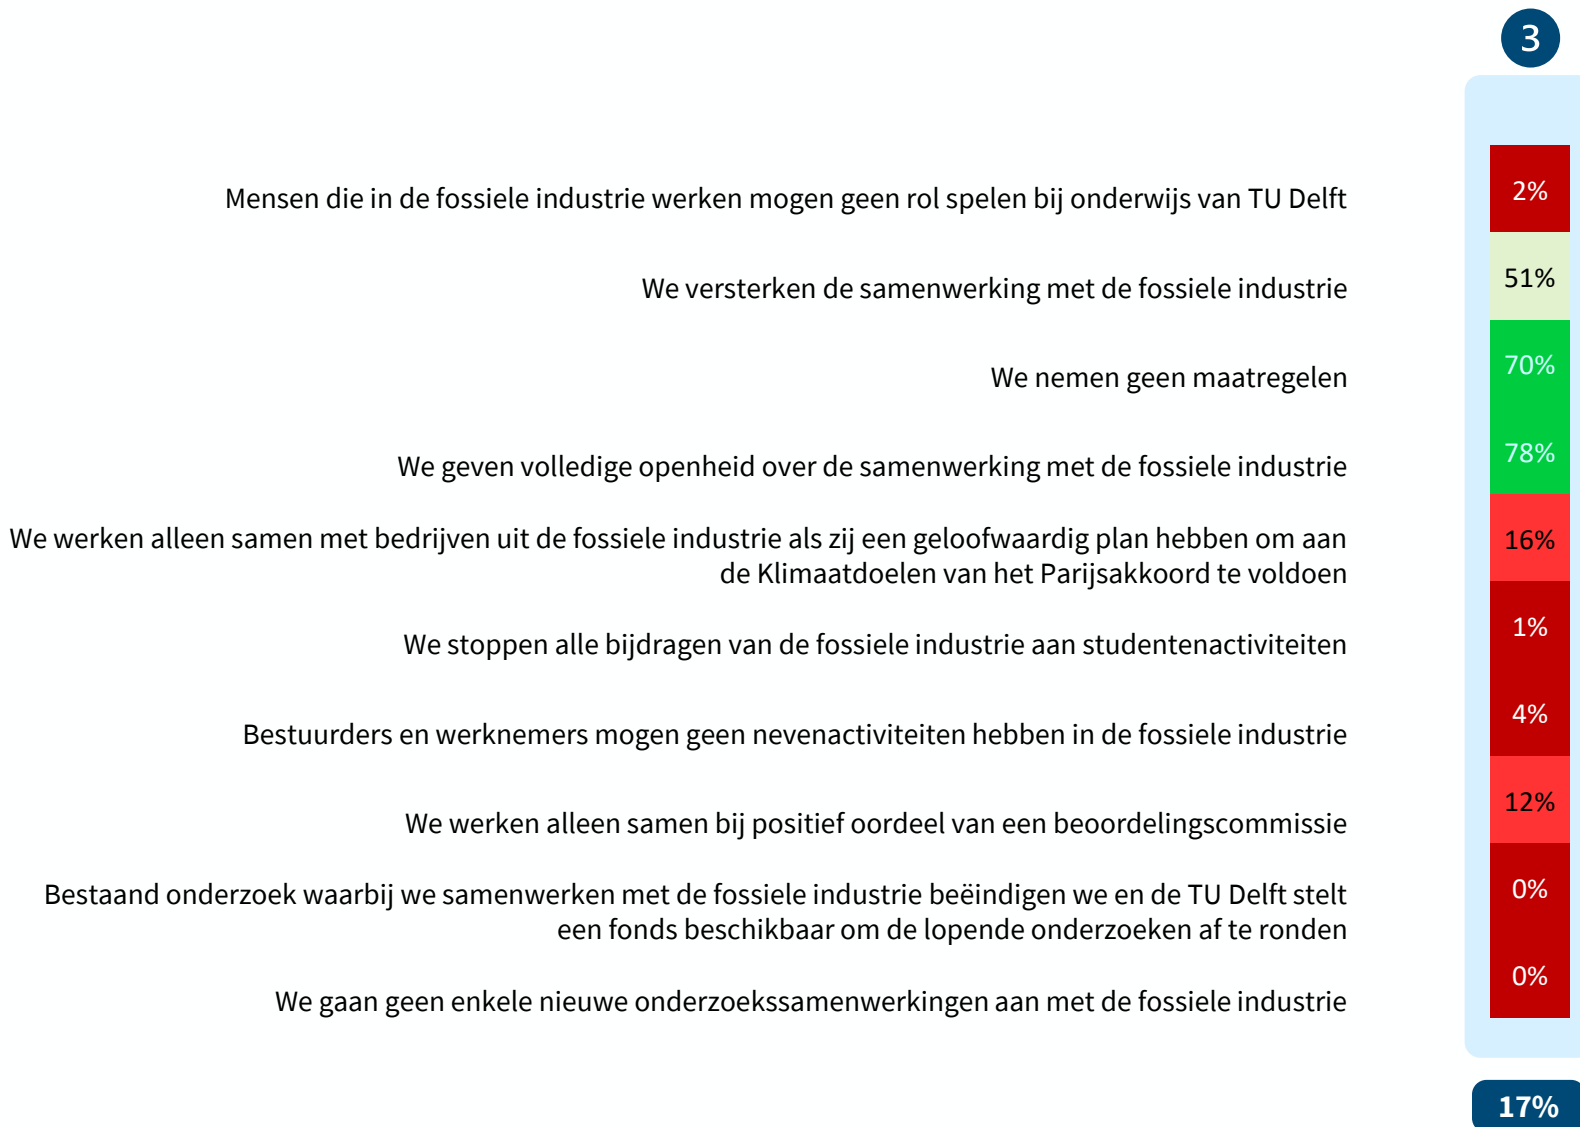 3
Mensen die in de fossiele industrie werken mogen geen rol spelen bij onderwijs van TU Delft
2%
We versterken de samenwerking met de fossiele industrie
51%
We nemen geen maatregelen
70%
We geven volledige openheid over de samenwerking met de fossiele industrie
78%
We werken alleen samen met bedrijven uit de fossiele industrie als zij een geloofwaardig plan hebben om aan
de Klimaatdoelen van het Parijsakkoord te voldoen
16%
We stoppen alle bijdragen van de fossiele industrie aan studentenactiviteiten
1%
Bestuurders en werknemers mogen geen nevenactiviteiten hebben in de fossiele industrie
4%
We werken alleen samen bij positief oordeel van een beoordelingscommissie
12%
Bestaand onderzoek waarbij we samenwerken met de fossiele industrie beëindigen we en de TU Delft stelt
een fonds beschikbaar om de lopende onderzoeken af te ronden
0%
We gaan geen enkele nieuwe onderzoekssamenwerkingen aan met de fossiele industrie
0%
17%